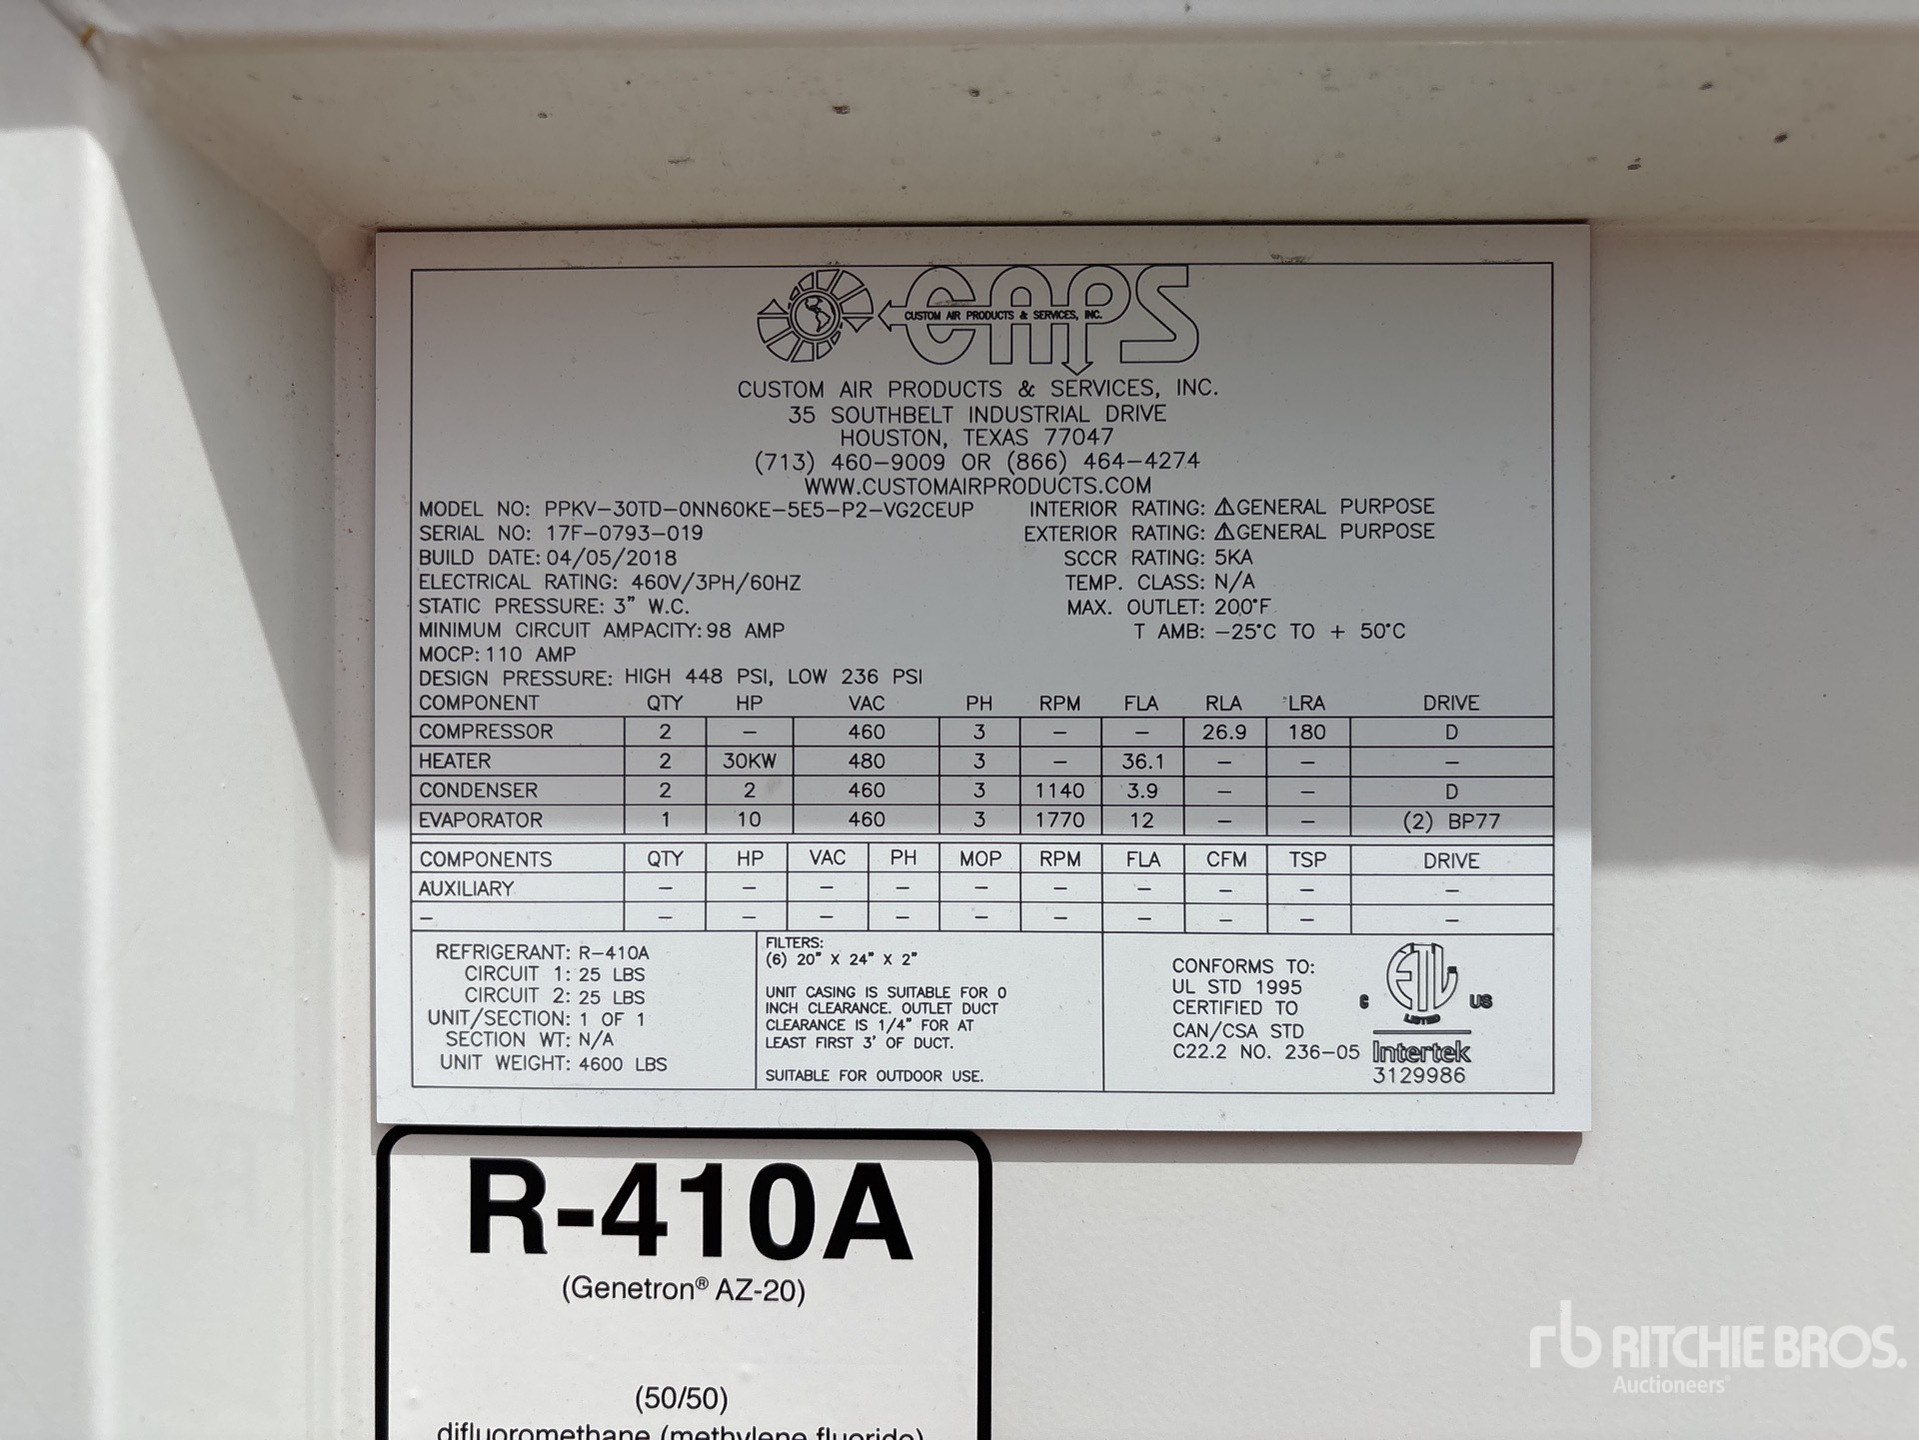 CAPS
CUSTOM AIR PRODUCTS & SERVICES, INC.
CUSTOM AIR PRODUCTS & SERVICES, INC.
35 SOUTHBELT INDUSTRIAL DRIVE
HOUSTON, TEXAS 77047
(713) 460-9009 OR (866) 464-4274
WWW.CUSTOMAIRPRODUCTS.COM
MODEL NO: PPKV-30TD-0NN60KE-5E5-P2-VG2CEUP INTERIOR RATING: ⚠GENERAL PURPOSE
SERIAL NO: 17F-0793-019 EXTERIOR RATING: ⚠GENERAL PURPOSE
BUILD DATE: 04/05/2018 SCCR RATING: 5KA
ELECTRICAL RATING: 460V/3PH/60HZ TEMP. CLASS: N/A
STATIC PRESSURE: 3" W.C. MAX. OUTLET: 200°F
MINIMUM CIRCUIT AMPACITY: 98 AMP T AMB: -25°C TO + 50°C
MOCP: 110 AMP
DESIGN PRESSURE: HIGH 448 PSI, LOW 236 PSI
COMPONENT QTY HP VAC PH RPM FLA RLA LRA DRIVE
COMPRESSOR 2 - 460 3 - - 26.9 180 D
HEATER 2 30KW 480 3 - 36.1 - - -
CONDENSER 2 2 460 3 1140 3.9 - - D
EVAPORATOR 1 10 460 3 1770 12 - - (2) BP77
COMPONENTS QTY HP VAC PH MOP RPM FLA CFM TSP DRIVE
AUXILIARY - - - - - - - - - -
- - - - - - - - - - -
REFRIGERANT: R-410A
CIRCUIT 1: 25 LBS
CIRCUIT 2: 25 LBS
UNIT/SECTION: 1 OF 1
SECTION WT: N/A
UNIT WEIGHT: 4600 LBS
FILTERS:
(6) 20" X 24" X 2"
UNIT CASING IS SUITABLE FOR 0
INCH CLEARANCE. OUTLET DUCT
CLEARANCE IS 1/4" FOR AT
LEAST FIRST 3' OF DUCT.
SUITABLE FOR OUTDOOR USE.
CONFORMS TO:
UL STD 1995
CERTIFIED TO
CAN/CSA STD
C22.2 NO. 236-05
ETL
C US
LISTED
Intertek
3129986
R-410A
(Genetron® AZ-20)
(50/50)
difluoromethane (methylene fluoride)
rb RITCHIE BROS.
Auctioneers